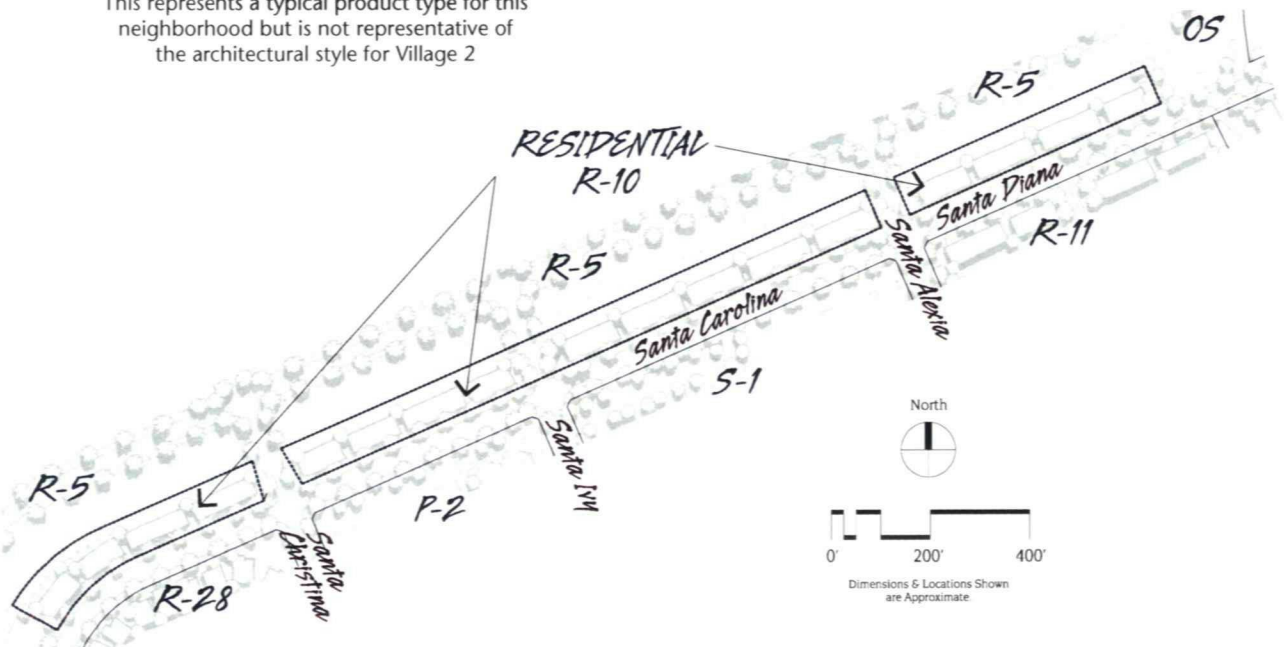 This represents a typical product type for this
neighborhood but is not representative of
the architectural style for Village 2
OS
R-5
RESIDENTIAL
R-10
Santa Diana
R-11
Santa Alexia
R-5
Santa Carolina
S-1
North
Santa Ivy
R-5
P-2
Santa
Christina
R-28
0' 200' 400'
Dimensions & Locations Shown
are Approximate.